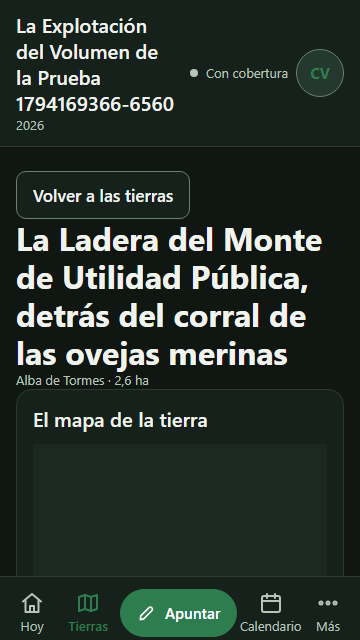 La Explotación
del Volumen de
la Prueba
1794169366-6560
2026
Con cobertura
CV
Volver a las tierras
La Ladera del Monte
de Utilidad Pública,
detrás del corral de
las ovejas merinas
Alba de Tormes · 2,6 ha
El mapa de la tierra
Hoy
Tierras
Apuntar
Calendario
Más